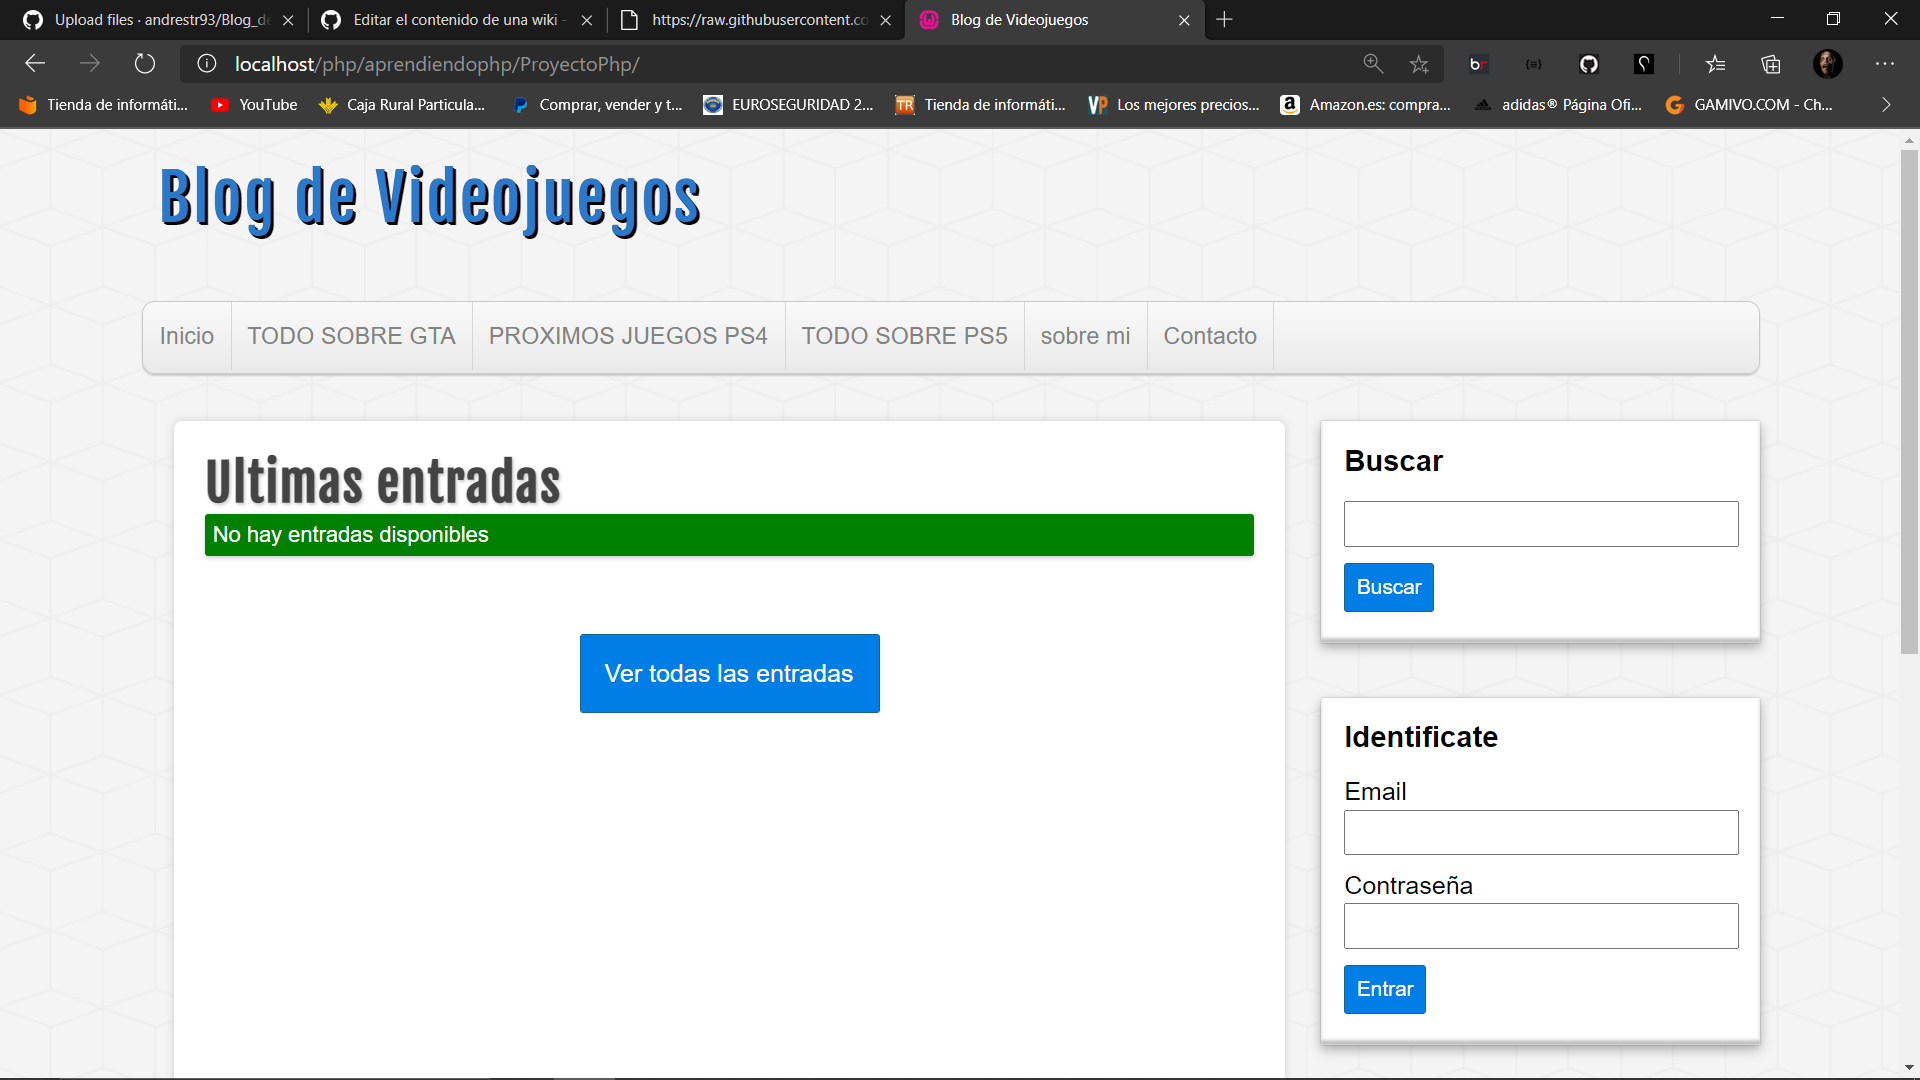 Upload files · andrestr93/Blog_de
Editar el contenido de una wiki -
https://raw.githubusercontent.co
Blog de Videojuegos
localhost/php/aprendiendophp/ProyectoPhp/
Tienda de informáti...
YouTube
Caja Rural Particula...
Comprar, vender y t...
EUROSEGURIDAD 2...
TR
Tienda de informáti...
VP
Los mejores precios...
Amazon.es: compra...
adidas® Página Ofi...
GAMIVO.COM - Ch...
Blog de Videojuegos
Inicio
TODO SOBRE GTA
PROXIMOS JUEGOS PS4
TODO SOBRE PS5
sobre mi
Contacto
Ultimas entradas
No hay entradas disponibles
Ver todas las entradas
Buscar
Buscar
Identificate
Email
Contraseña
Entrar